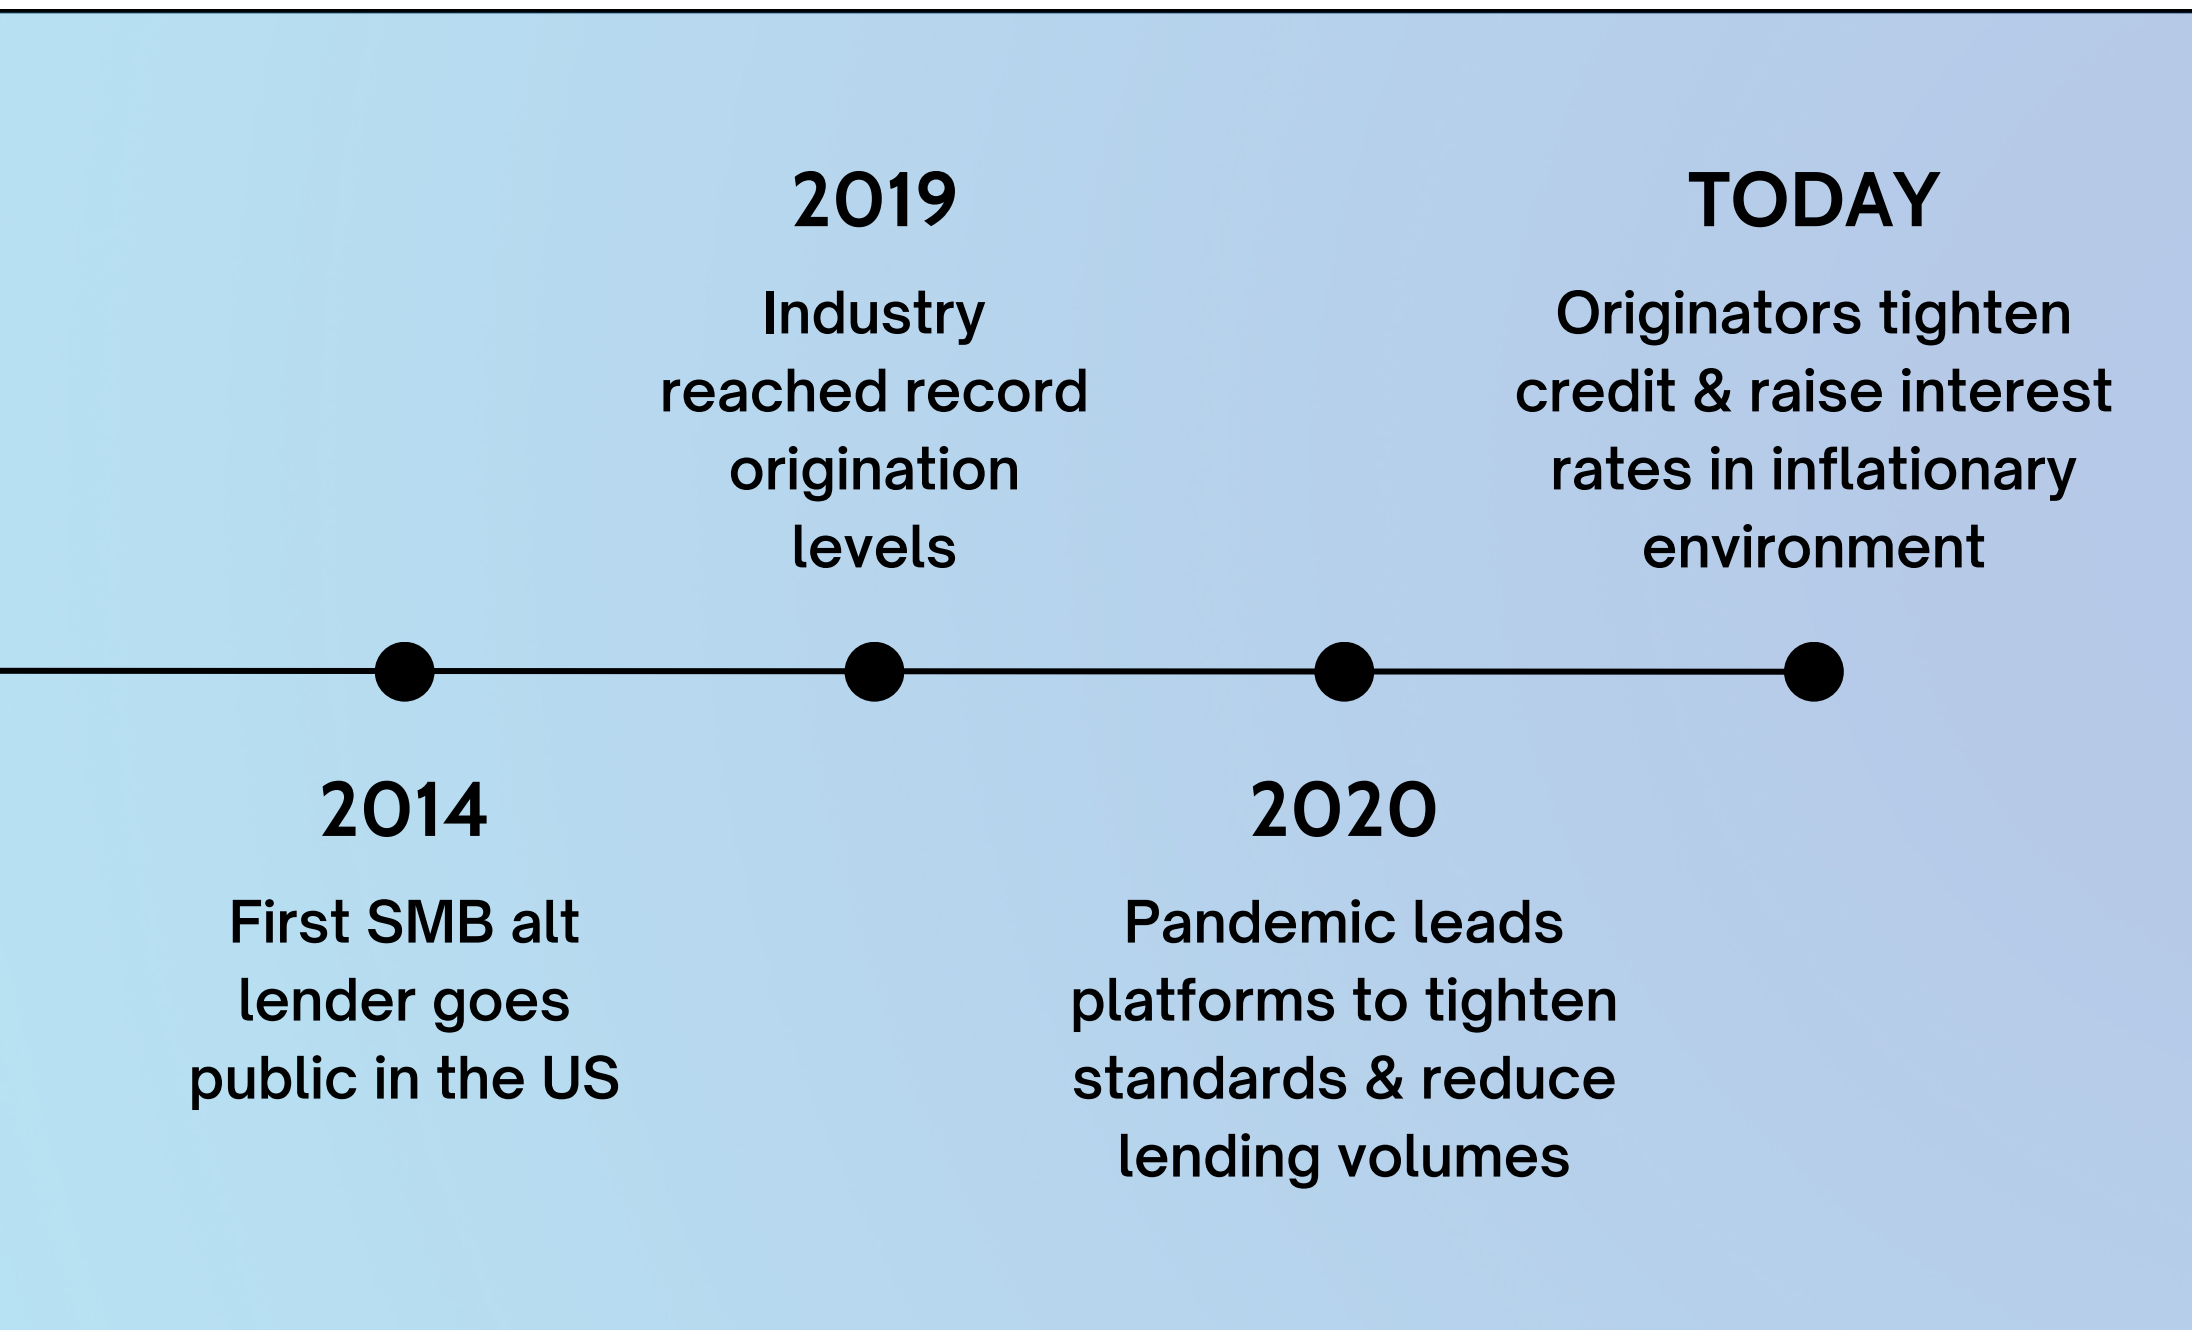 2019
Industry
reached record
origination
levels
TODAY
Originators tighten
credit & raise interest
rates in inflationary
environment
2014
First SMB alt
lender goes
public in the US
2020
Pandemic leads
platforms to tighten
standards & reduce
lending volumes